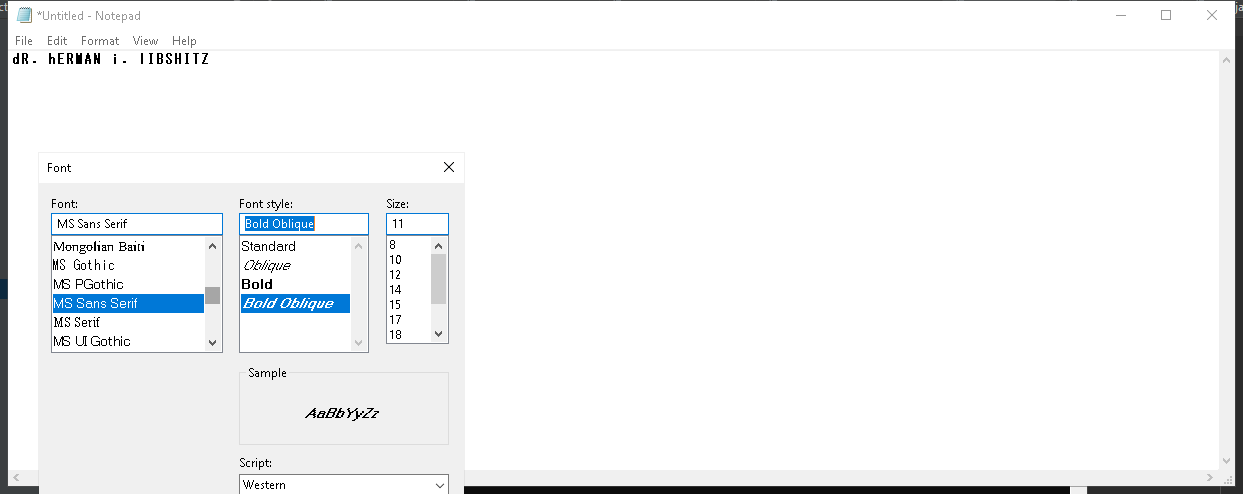 *Untitled - Notepad
File Edit Format View Help
dR. hERMAN i. lIBSHITZ
Font
Font: Font style: Size:
MS Sans Serif Bold Oblique 11
Mongolian Baiti Standard 8
MS Gothic Oblique 10
MS PGothic Bold 12
MS Sans Serif Bold Oblique 14
MS Serif 15
MS UI Gothic 17
18
Sample
AaBbYyZz
Script:
Western